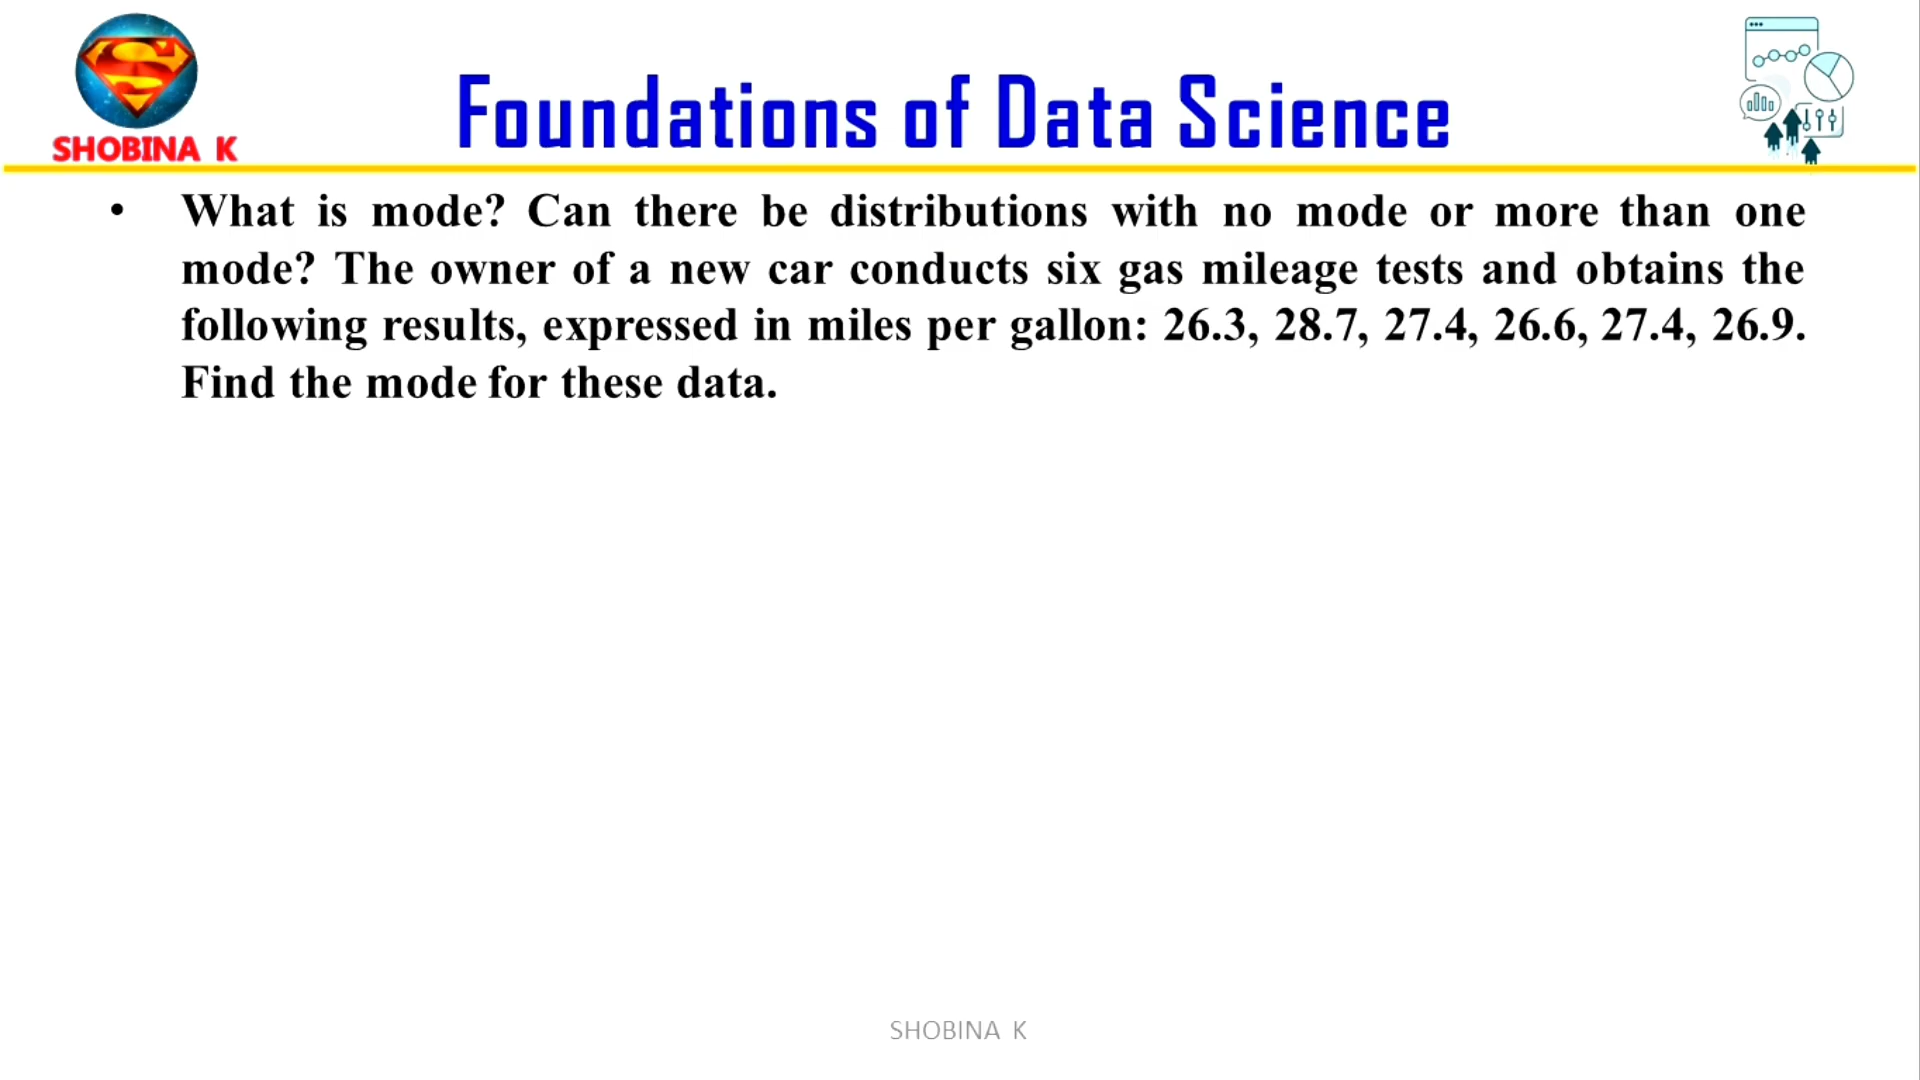 SHOBINA K
Foundations of Data Science
• What is mode? Can there be distributions with no mode or more than one
mode? The owner of a new car conducts six gas mileage tests and obtains the
following results, expressed in miles per gallon: 26.3, 28.7, 27.4, 26.6, 27.4, 26.9.
Find the mode for these data.
SHOBINA K